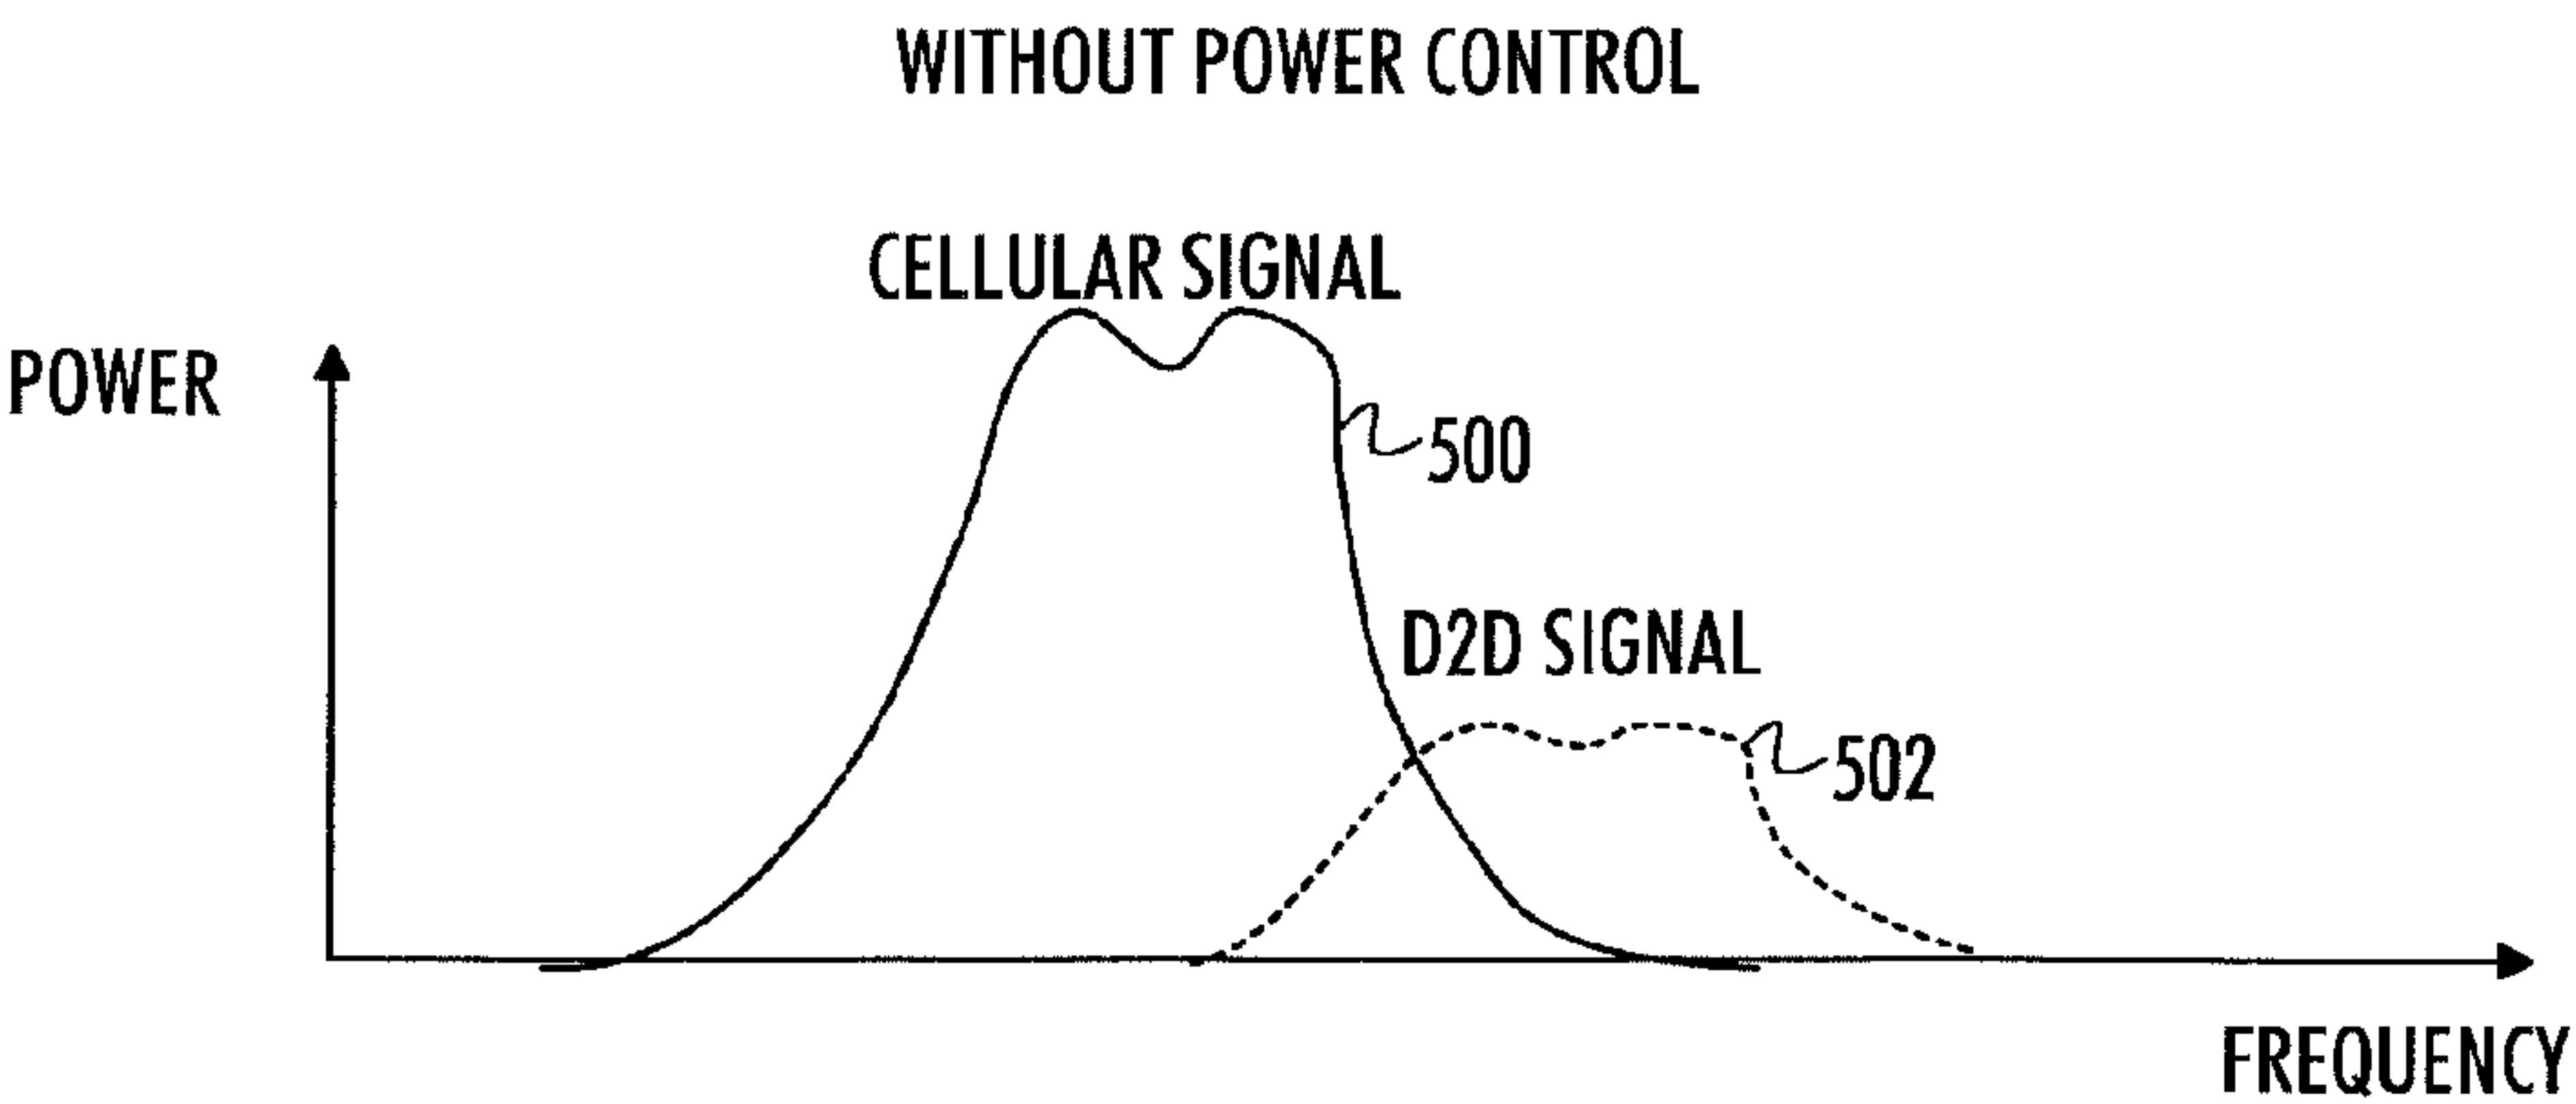 WITHOUT POWER CONTROL
CELLULAR SIGNAL
POWER
500
D2D SIGNAL
502
FREQUENCY